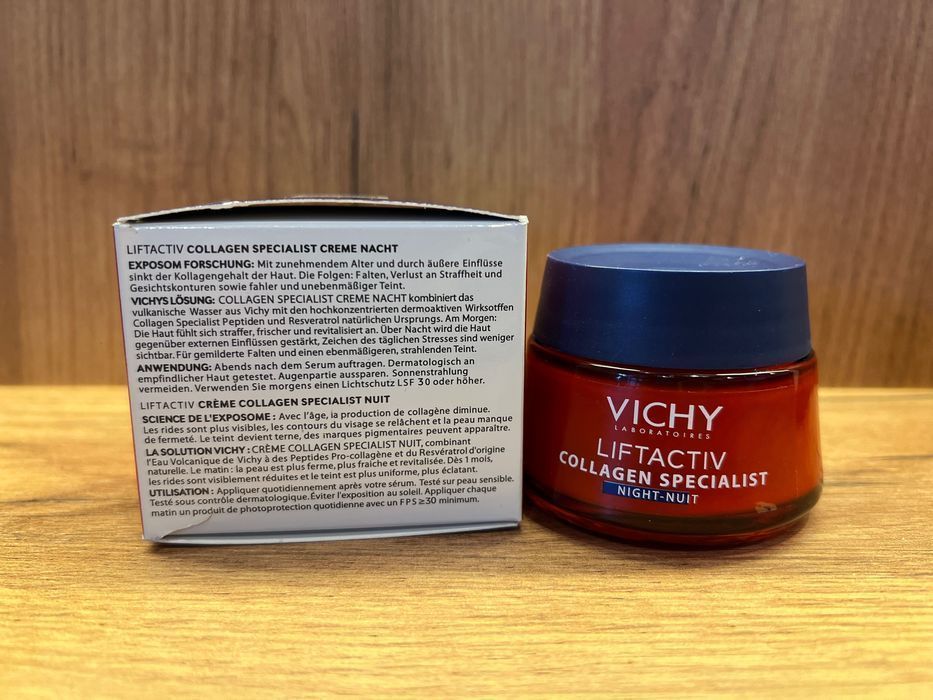 LIFTACTIV COLLAGEN SPECIALIST CREME NACHT
EXPOSOM FORSCHUNG: Mit zunehmendem Alter und durch äußere Einflüsse
sinkt der Kollagengehalt der Haut. Die Folgen: Falten, Verlust an Straffheit und
Gesichtskonturen sowie fahler und unebenmäßiger Teint.
VICHYS LÖSUNG: COLLAGEN SPECIALIST CREME NACHT kombiniert das
vulkanische Wasser aus Vichy mit den hochkonzentrierten dermoaktiven Wirksotffen
Collagen Specialist Peptiden und Resveratrol natürlichen Ursprungs. Am Morgen:
Die Haut fühlt sich straffer, frischer und revitalisiert an. Über Nacht wird die Haut
gegenüber externen Einflüssen gestärkt, Zeichen des täglichen Stresses sind weniger
sichtbar. Für gemilderte Falten und einen ebenmäßigeren, strahlenden Teint.
ANWENDUNG: Abends nach dem Serum auftragen. Dermatologisch an
empfindlicher Haut getestet. Augenpartie aussparen. Sonnenstrahlung
vermeiden. Verwenden Sie morgens einen Lichtschutz LSF 30 oder höher.
LIFTACTIV CRÈME COLLAGEN SPECIALIST NUIT
SCIENCE DE L'EXPOSOME : Avec l'âge, la production de collagène diminue.
Les rides sont plus visibles, les contours du visage se relâchent et la peau manque
de fermeté. Le teint devient terne, des marques pigmentaires peuvent apparaître.
LA SOLUTION VICHY : CRÈME COLLAGEN SPECIALIST NUIT, combinant
l'Eau Volcanique de Vichy à des Peptides Pro-collagène et du Resvératrol d'origine
naturelle. Le matin : la peau est plus ferme, plus fraîche et revitalisée. Dès 1 mois,
les rides sont visiblement réduites et le teint est plus uniforme, plus éclatant.
UTILISATION : Appliquer quotidiennement après votre sérum. Testé sur peau sensible.
Testé sous contrôle dermatologique. Éviter l'exposition au soleil. Appliquer chaque
matin un produit de photoprotection quotidienne avec un FPS ≥30 minimum.
VICHY
LABORATOIRES
LIFTACTIV
COLLAGEN SPECIALIST
NIGHT-NUIT